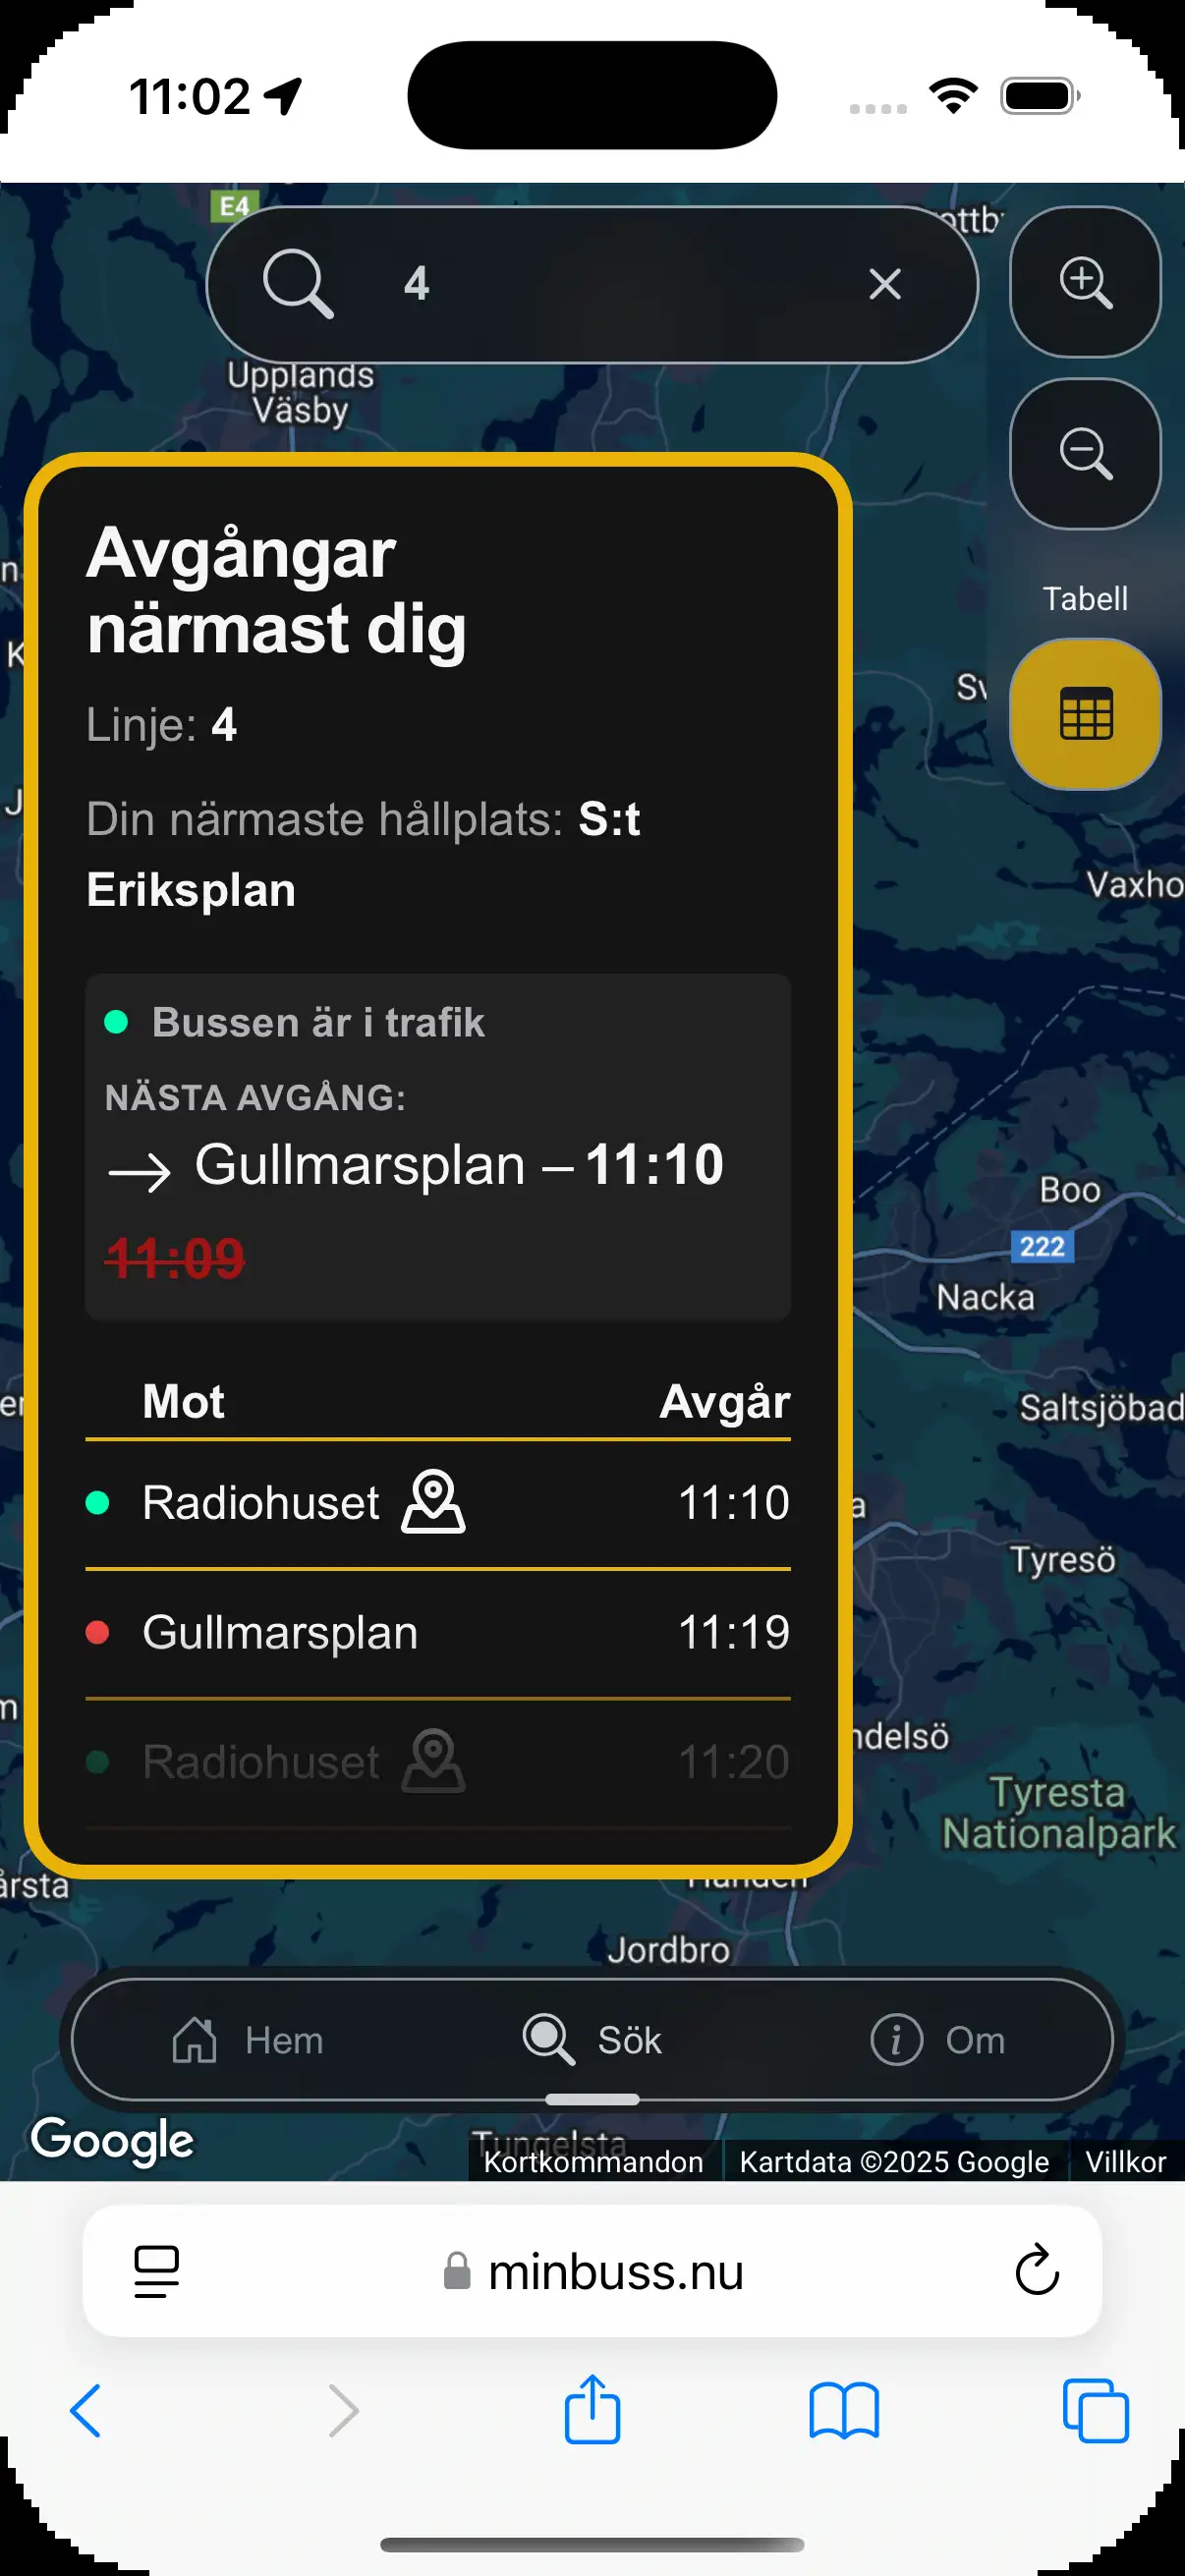 11:02
E4
4
Upplands
Väsby
Avgångar
närmast dig
Linje: 4
Din närmaste hållplats: S:t
Eriksplan
Bussen är i trafik
NÄSTA AVGÅNG:
Gullmarsplan – 11:10
11:09
Mot Avgår
Radiohuset 11:10
Gullmarsplan 11:19
Radiohuset 11:20
Tabell
Vaxho
Boo
222
Nacka
Saltsjöbad
Tyresö
ndelsö
Tyresta
Nationalpark
årsta
Jordbro
Hem Sök Om
Google
Tungelsta
Kortkommandon Kartdata ©2025 Google Villkor
minbuss.nu